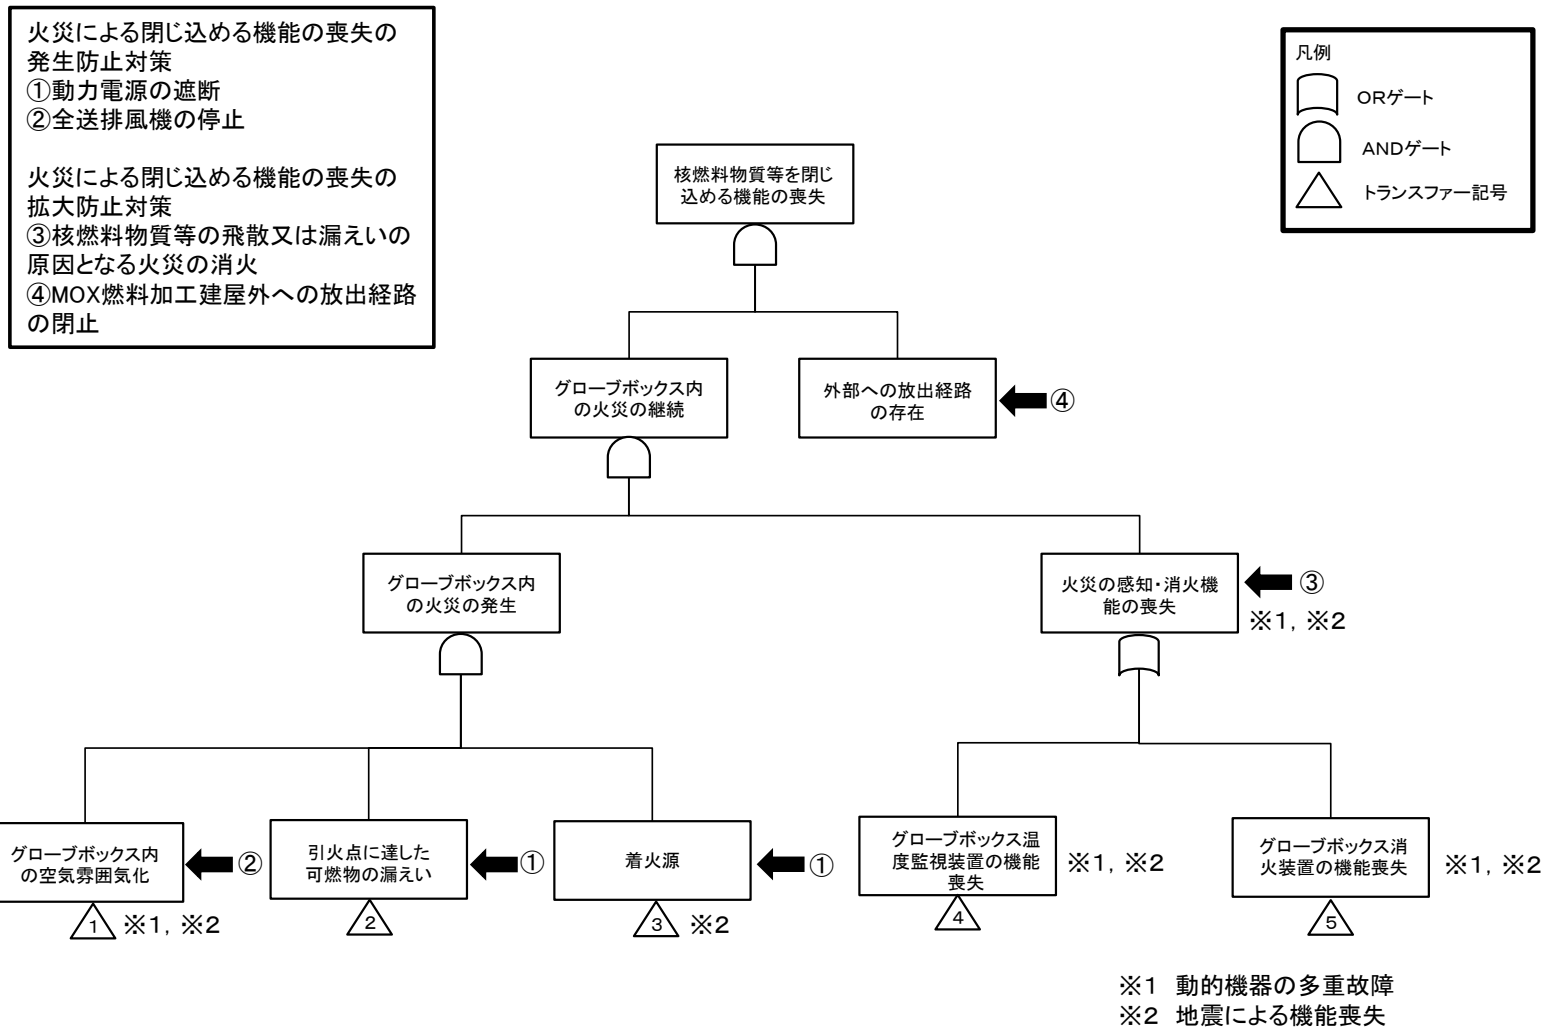 火災による閉じ込める機能の喪失の
発生防止対策
①動力電源の遮断
②全送排風機の停止
火災による閉じ込める機能の喪失の
拡大防止対策
③核燃料物質等の飛散又は漏えいの
原因となる火災の消火
④MOX燃料加工建屋外への放出経路
の閉止
凡例
ORゲート
ANDゲート
トランスファー記号
核燃料物質等を閉じ
込める機能の喪失
グローブボックス内
の火災の継続
外部への放出経路
の存在
④
グローブボックス内
の火災の発生
火災の感知・消火機
能の喪失
③
※1，※2
グローブボックス内
の空気雰囲気化
②
1
※1，※2
引火点に達した
可燃物の漏えい
①
2
着火源
①
3
※2
グローブボックス温
度監視装置の機能
喪失
※1，※2
4
グローブボックス消
火装置の機能喪失
※1，※2
5
※1 動的機器の多重故障
※2 地震による機能喪失